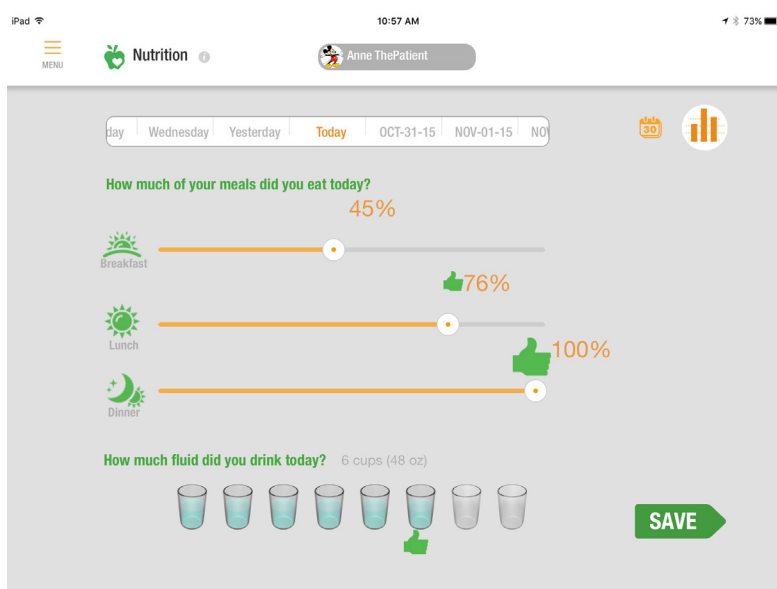 iPad 10:57 AM 73%
MENU
Nutrition i
Anne ThePatient
day Wednesday Yesterday Today OCT-31-15 NOV-01-15 NO
30
How much of your meals did you eat today?
45%
Breakfast
76%
Lunch
100%
Dinner
How much fluid did you drink today? 6 cups (48 oz)
SAVE